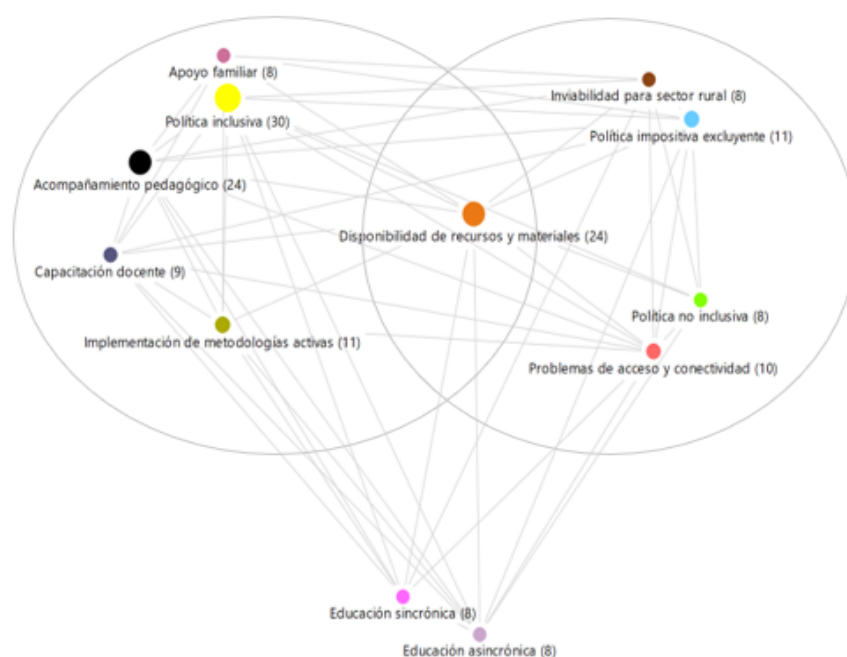 Apoyo familiar (8)
Inviabilidad para sector rural (8)
Política inclusiva (30)
Política impositiva excluyente (11)
Acompañamiento pedagógico (24)
Disponibilidad de recursos y materiales (24)
Capacitación docente (9)
Política no inclusiva (8)
Implementación de metodologías activas (11)
Problemas de acceso y conectividad (10)
Educación sincrónica (8)
Educación asincrónica (8)